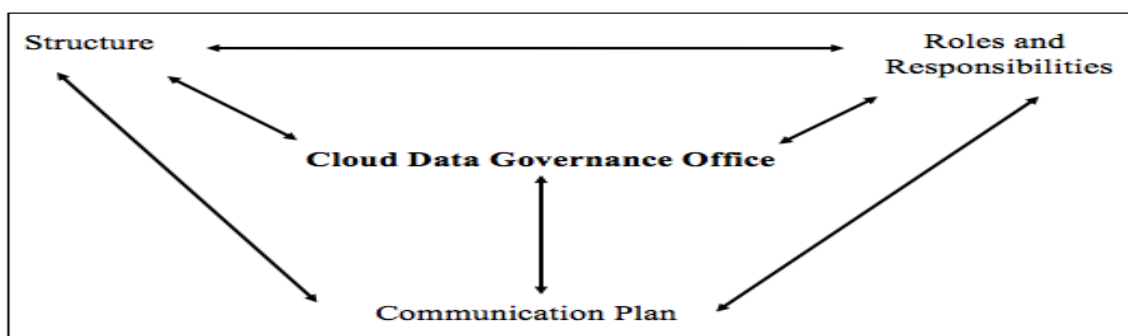 Structure
Roles and
Responsibilities
Cloud Data Governance Office
Communication Plan